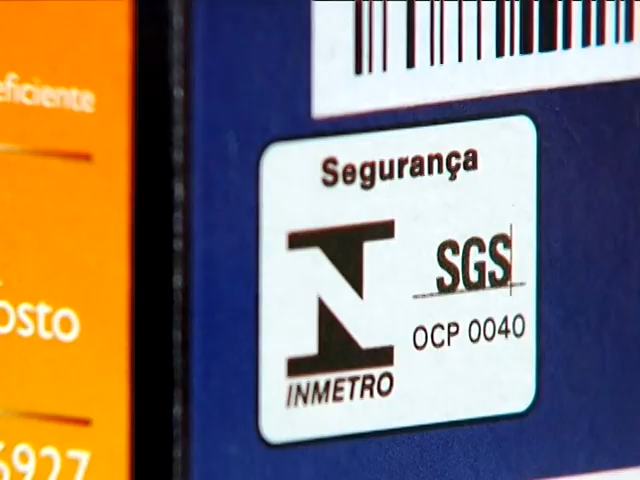 eficiente
osto
6927
Segurança
SGS
OCP 0040
INMETRO